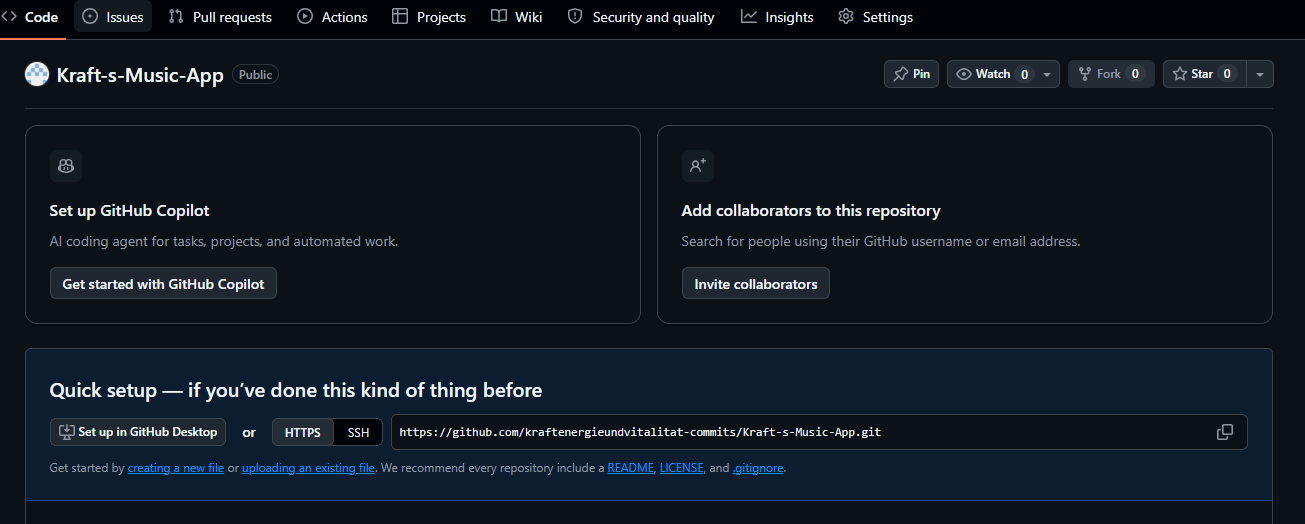 Code Issues Pull requests Actions Projects Wiki Security and quality Insights Settings
Kraft-s-Music-App Public Pin Watch 0 Fork 0 Star 0
Set up GitHub Copilot
AI coding agent for tasks, projects, and automated work.
Get started with GitHub Copilot
Add collaborators to this repository
Search for people using their GitHub username or email address.
Invite collaborators
Quick setup — if you’ve done this kind of thing before
Set up in GitHub Desktop or HTTPS SSH https://github.com/kraftenergieundvitalitat-commits/Kraft-s-Music-App.git
Get started by creating a new file or uploading an existing file. We recommend every repository include a README, LICENSE, and .gitignore.